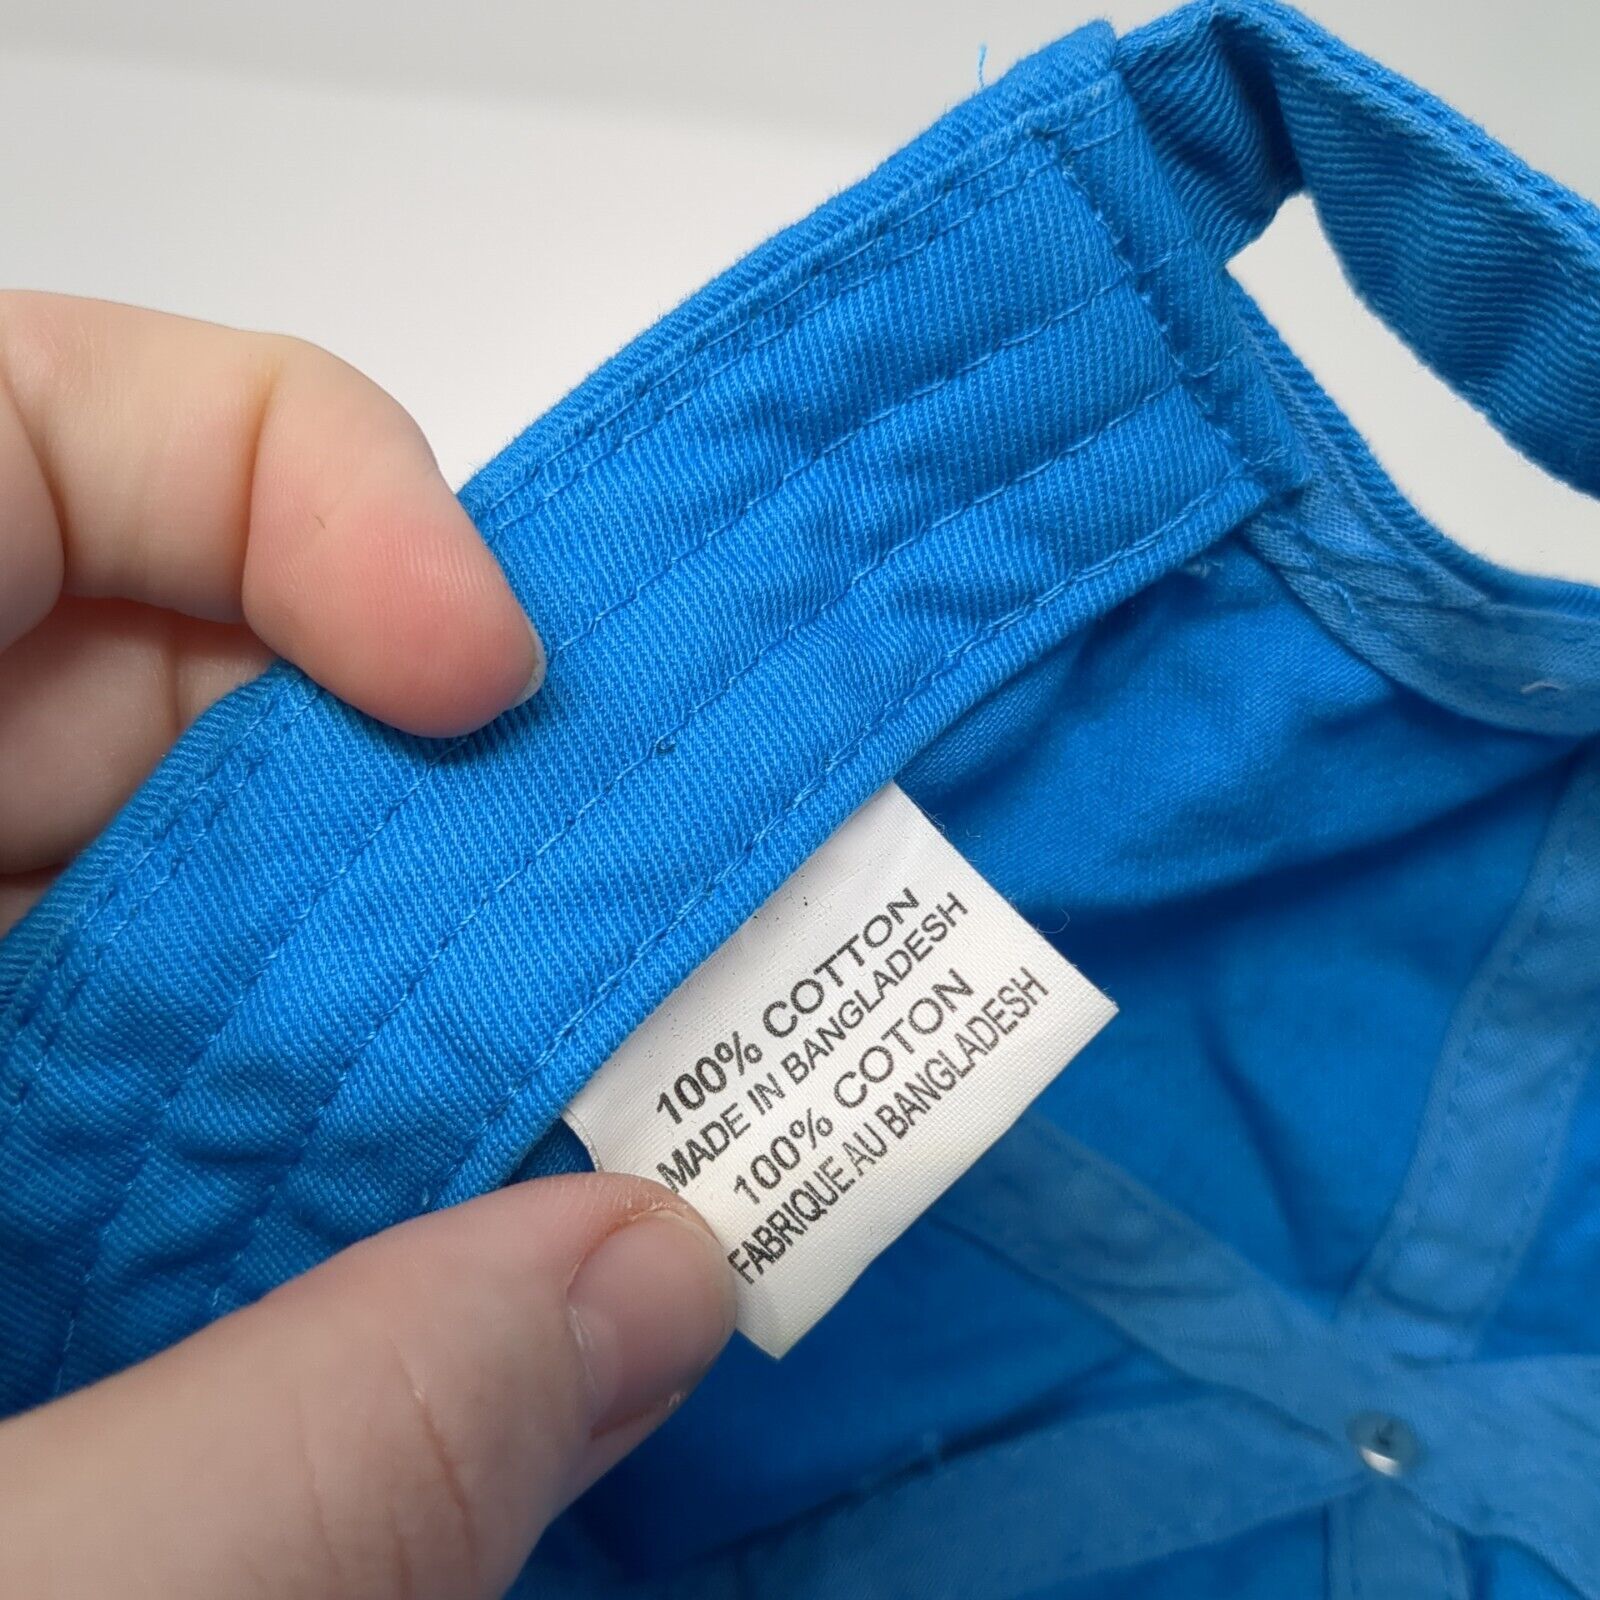 100% COTTON
MADE IN BANGLADESH
100% COTON
FABRIQUE AU BANGLADESH